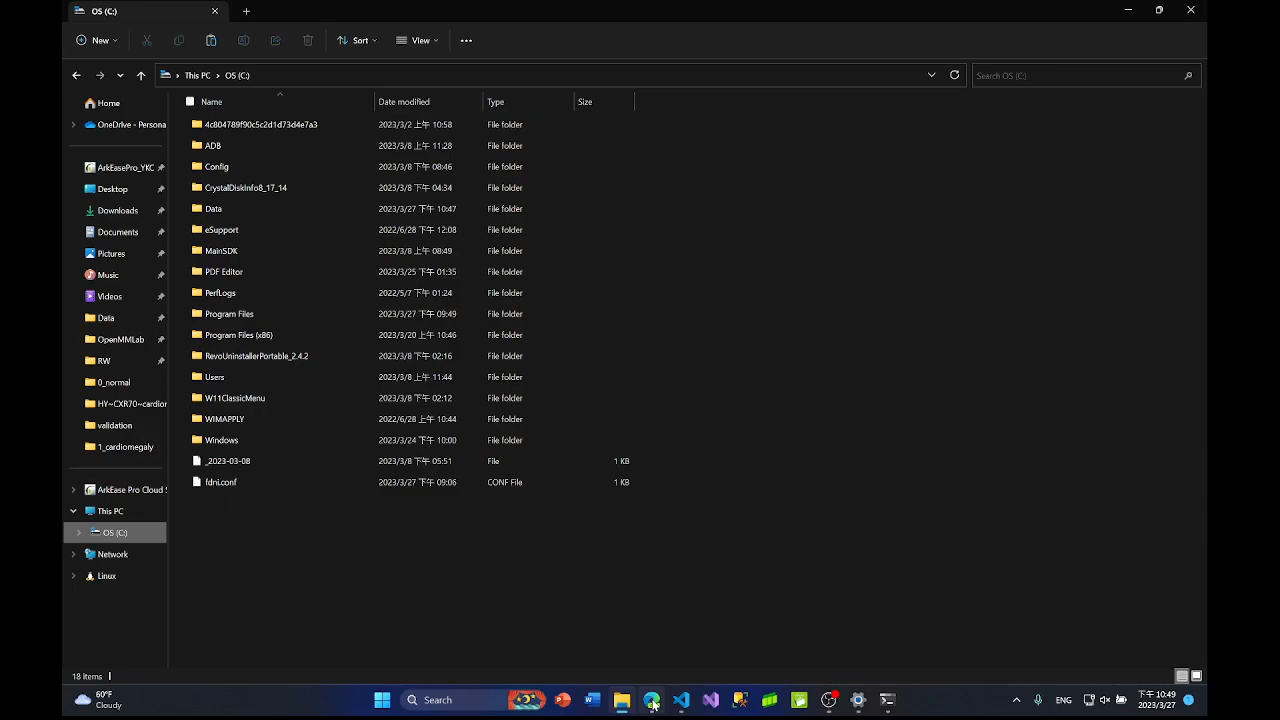 OS (C:)
New
Sort
View
This PC > OS (C:)
Search OS (C:)
Name
Date modified
Type
Size
4c804789f90c5c2d1d73d4e7a3 2023/3/2 上午 10:58 File folder
ADB 2023/3/8 上午 11:28 File folder
Config 2023/3/8 下午 08:46 File folder
CrystalDiskInfo8_17_14 2023/3/8 下午 04:34 File folder
Data 2023/3/27 下午 10:47 File folder
eSupport 2022/6/28 下午 12:08 File folder
MainSDK 2023/3/8 上午 08:49 File folder
PDF Editor 2023/3/25 下午 01:35 File folder
PerfLogs 2022/5/7 下午 01:24 File folder
Program Files 2023/3/27 下午 09:49 File folder
Program Files (x86) 2023/3/20 上午 10:46 File folder
RevoUninstallerPortable_2.4.2 2023/3/8 下午 02:16 File folder
Users 2023/3/8 上午 11:44 File folder
W11ClassicMenu 2023/3/8 下午 02:12 File folder
WIMAPPLY 2022/6/28 上午 10:44 File folder
Windows 2023/3/24 下午 10:00 File folder
_2023-03-08 2023/3/8 下午 05:51 File 1 KB
fdni.conf 2023/3/27 下午 09:06 CONF File 1 KB
Home
OneDrive - Persona
ArkEasePro_YKC
Desktop
Downloads
Documents
Pictures
Music
Videos
Data
OpenMMLab
RW
0_normal
HY~CXR70~cardior
validation
1_cardiomegaly
ArkEase Pro Cloud S
This PC
OS (C:)
Network
Linux
18 items
60°F
Cloudy
Search
ENG
下午 10:49
2023/3/27